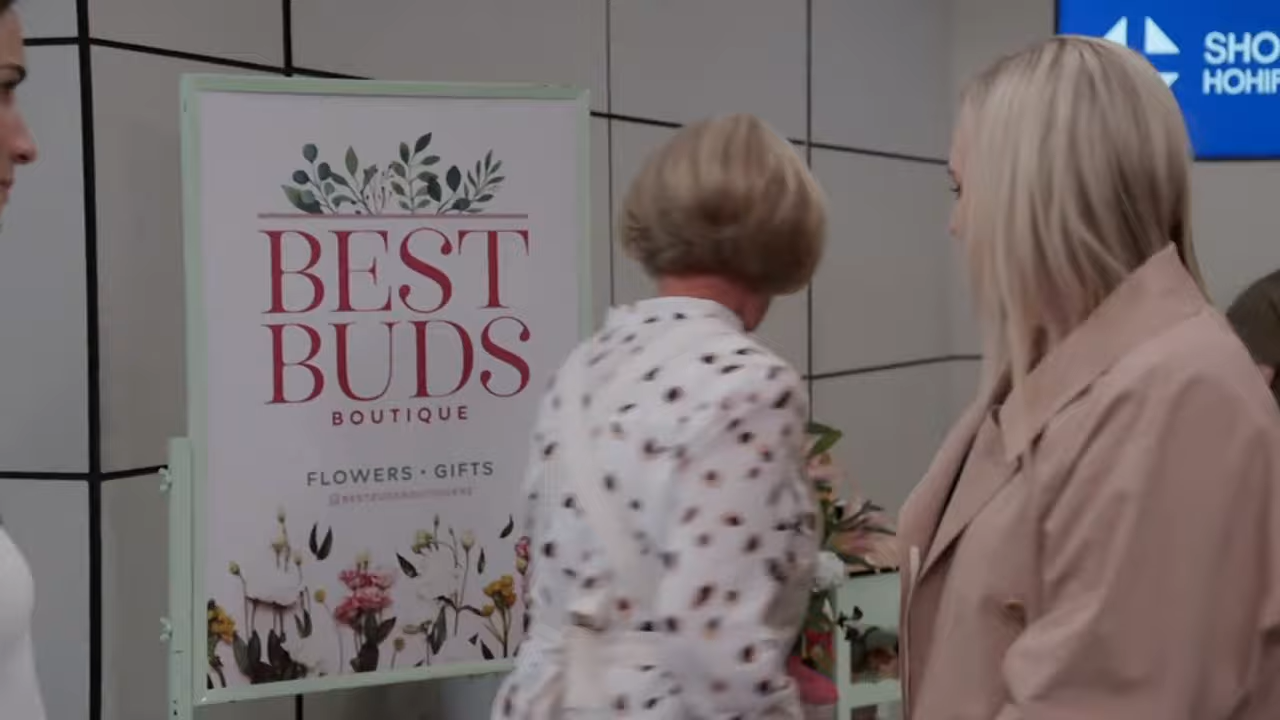 BEST
BUDS
BOUTIQUE
FLOWERS • GIFTS
SHO
HOHIF